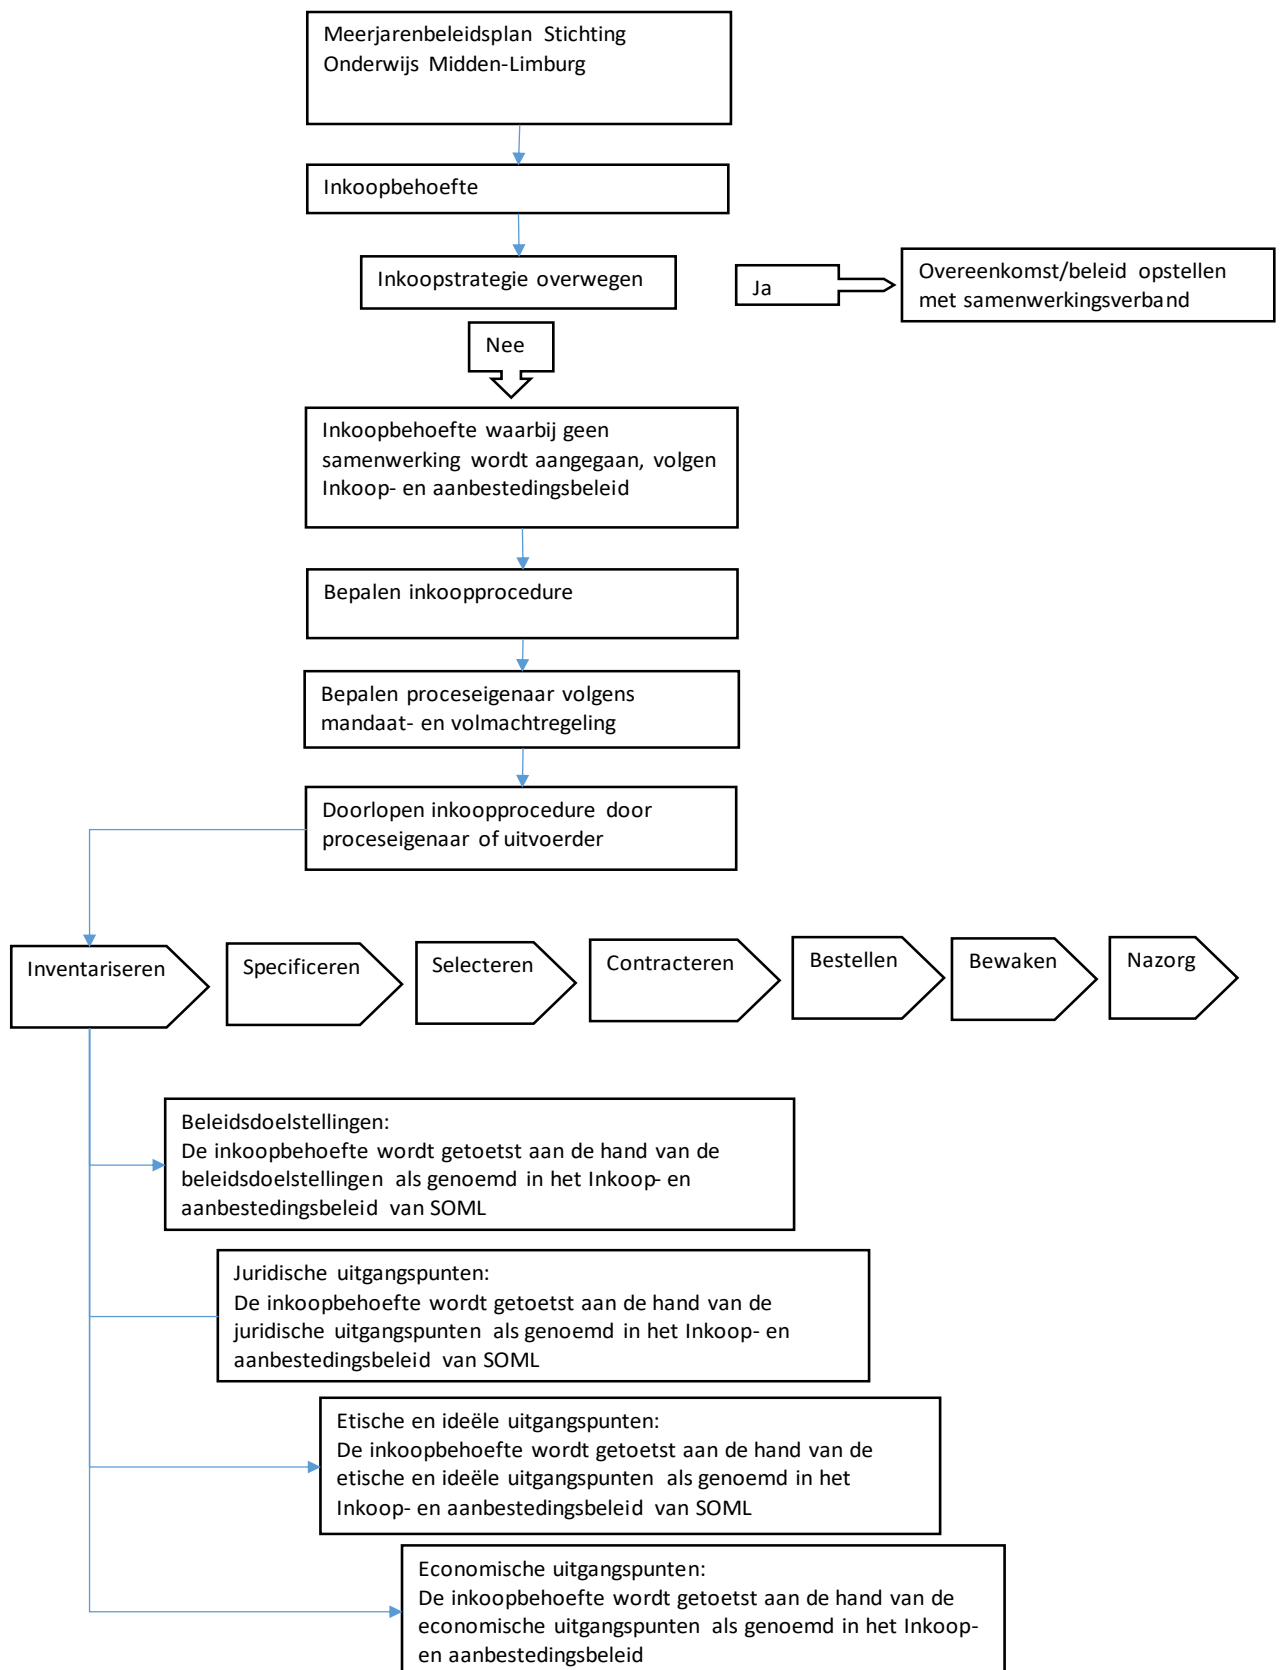 Meerjarenbeleidsplan Stichting
Onderwijs Midden-Limburg
Inkoopbehoefte
Inkoopstrategie overwegen
Ja
Overeenkomst/beleid opstellen
met samenwerkingsverband
Nee
Inkoopbehoefte waarbij geen
samenwerking wordt aangegaan, volgen
Inkoop- en aanbestedingsbeleid
Bepalen inkoopprocedure
Bepalen proceseigenaar volgens
mandaat- en volmachtregeling
Doorlopen inkoopprocedure door
proceseigenaar of uitvoerder
Inventariseren
Specificeren
Selecteren
Contracteren
Bestellen
Bewaken
Nazorg
Beleidsdoelstellingen:
De inkoopbehoefte wordt getoetst aan de hand van de
beleidsdoelstellingen als genoemd in het Inkoop- en
aanbestedingsbeleid van SOML
Juridische uitgangspunten:
De inkoopbehoefte wordt getoetst aan de hand van de
juridische uitgangspunten als genoemd in het Inkoop- en
aanbestedingsbeleid van SOML
Etische en ideële uitgangspunten:
De inkoopbehoefte wordt getoetst aan de hand van de
etische en ideële uitgangspunten als genoemd in het
Inkoop- en aanbestedingsbeleid van SOML
Economische uitgangspunten:
De inkoopbehoefte wordt getoetst aan de hand van de
economische uitgangspunten als genoemd in het Inkoop-
en aanbestedingsbeleid